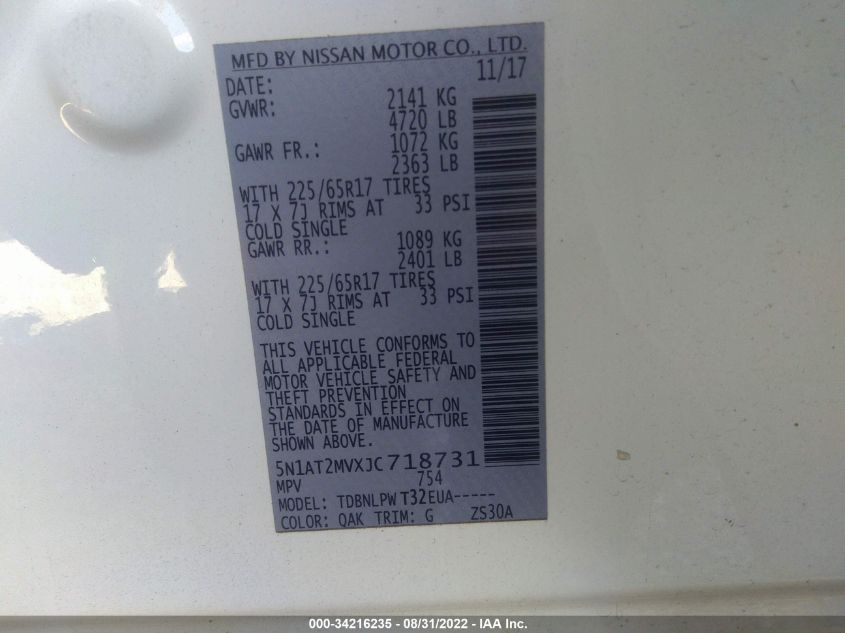 MFD BY NISSAN MOTOR CO., LTD.
DATE: 11/17
GVWR: 2141 KG
4720 LB
GAWR FR.: 1072 KG
2363 LB
WITH 225/65R17 TIRES
17 X 7J RIMS AT 33 PSI
COLD SINGLE
GAWR RR.: 1089 KG
2401 LB
WITH 225/65R17 TIRES
17 X 7J RIMS AT 33 PSI
COLD SINGLE
THIS VEHICLE CONFORMS TO
ALL APPLICABLE FEDERAL
MOTOR VEHICLE SAFETY AND
THEFT PREVENTION
STANDARDS IN EFFECT ON
THE DATE OF MANUFACTURE
SHOWN ABOVE.
5N1AT2MVXJC718731
MPV 754
MODEL: TDBNLPWT32EUA-----
COLOR: QAK TRIM: G ZS30A
000-34216235 - 08/31/2022 - IAA Inc.